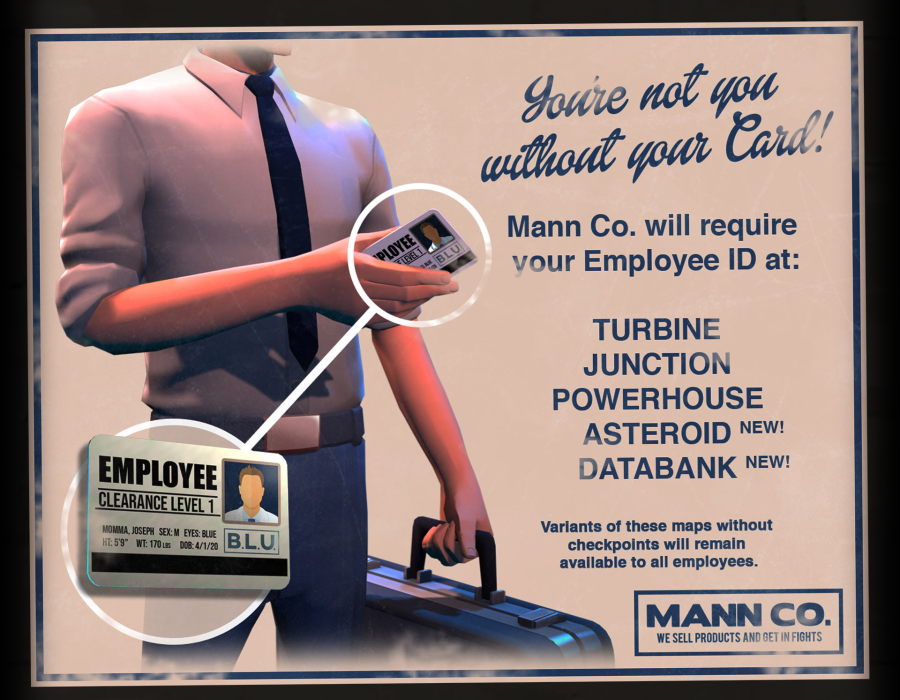 You're not you
without your Card!
Mann Co. will require
your Employee ID at:
TURBINE
JUNCTION
POWERHOUSE
ASTEROID NEW!
DATABANK NEW!
Variants of these maps without
checkpoints will remain
available to all employees.
MANN CO.
WE SELL PRODUCTS AND GET IN FIGHTS
PLOYEE
LEVEL 1
B.L.U.
EMPLOYEE
CLEARANCE LEVEL 1
MOMMA, JOSEPH SEX: M EYES: BLUE
HT: 5'9" WT: 170 LBS DOB: 4/1/20
B.L.U.